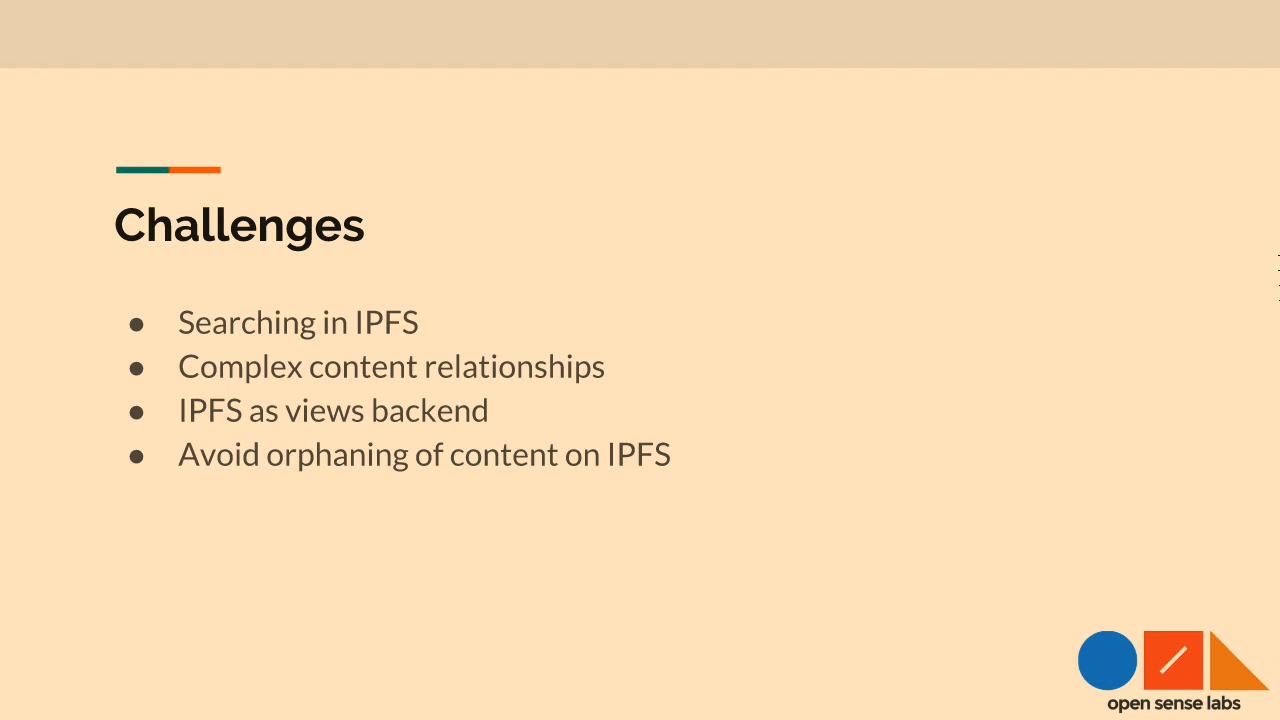 Challenges
● Searching in IPFS
● Complex content relationships
● IPFS as views backend
● Avoid orphaning of content on IPFS
open sense labs